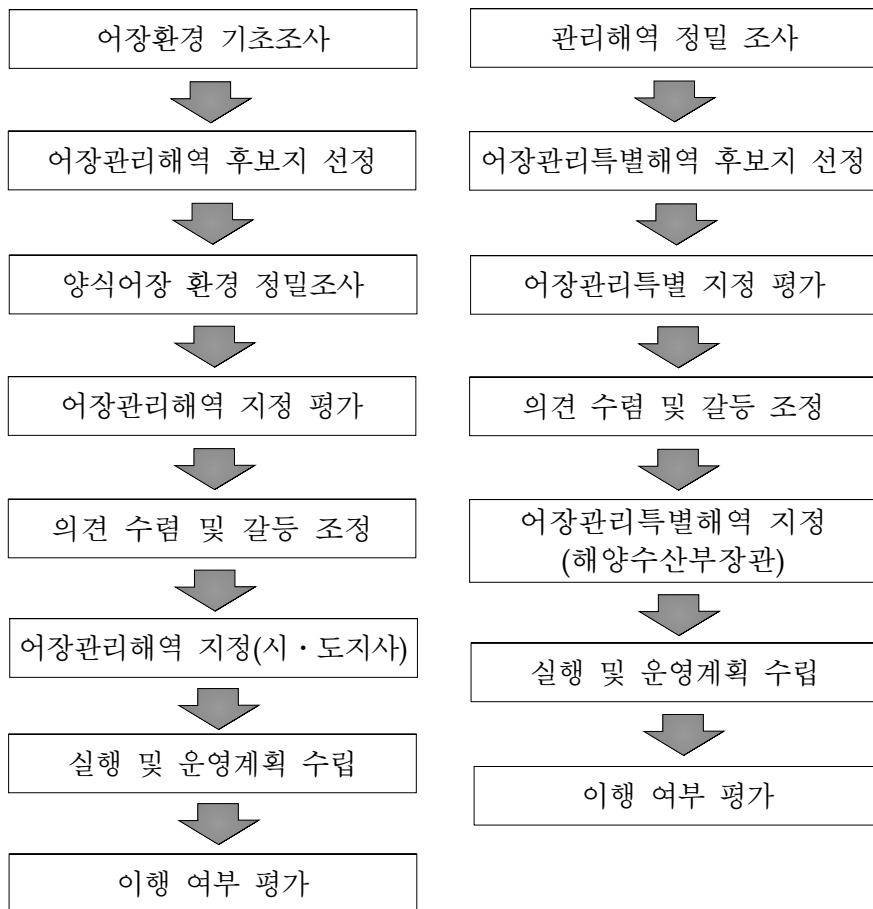 어장환경 기초조사
어장관리해역 후보지 선정
양식어장 환경 정밀조사
어장관리해역 지정 평가
의견 수렴 및 갈등 조정
어장관리해역 지정(시・도지사)
실행 및 운영계획 수립
이행 여부 평가
관리해역 정밀 조사
어장관리특별해역 후보지 선정
어장관리특별 지정 평가
의견 수렴 및 갈등 조정
어장관리특별해역 지정
(해양수산부장관)
실행 및 운영계획 수립
이행 여부 평가